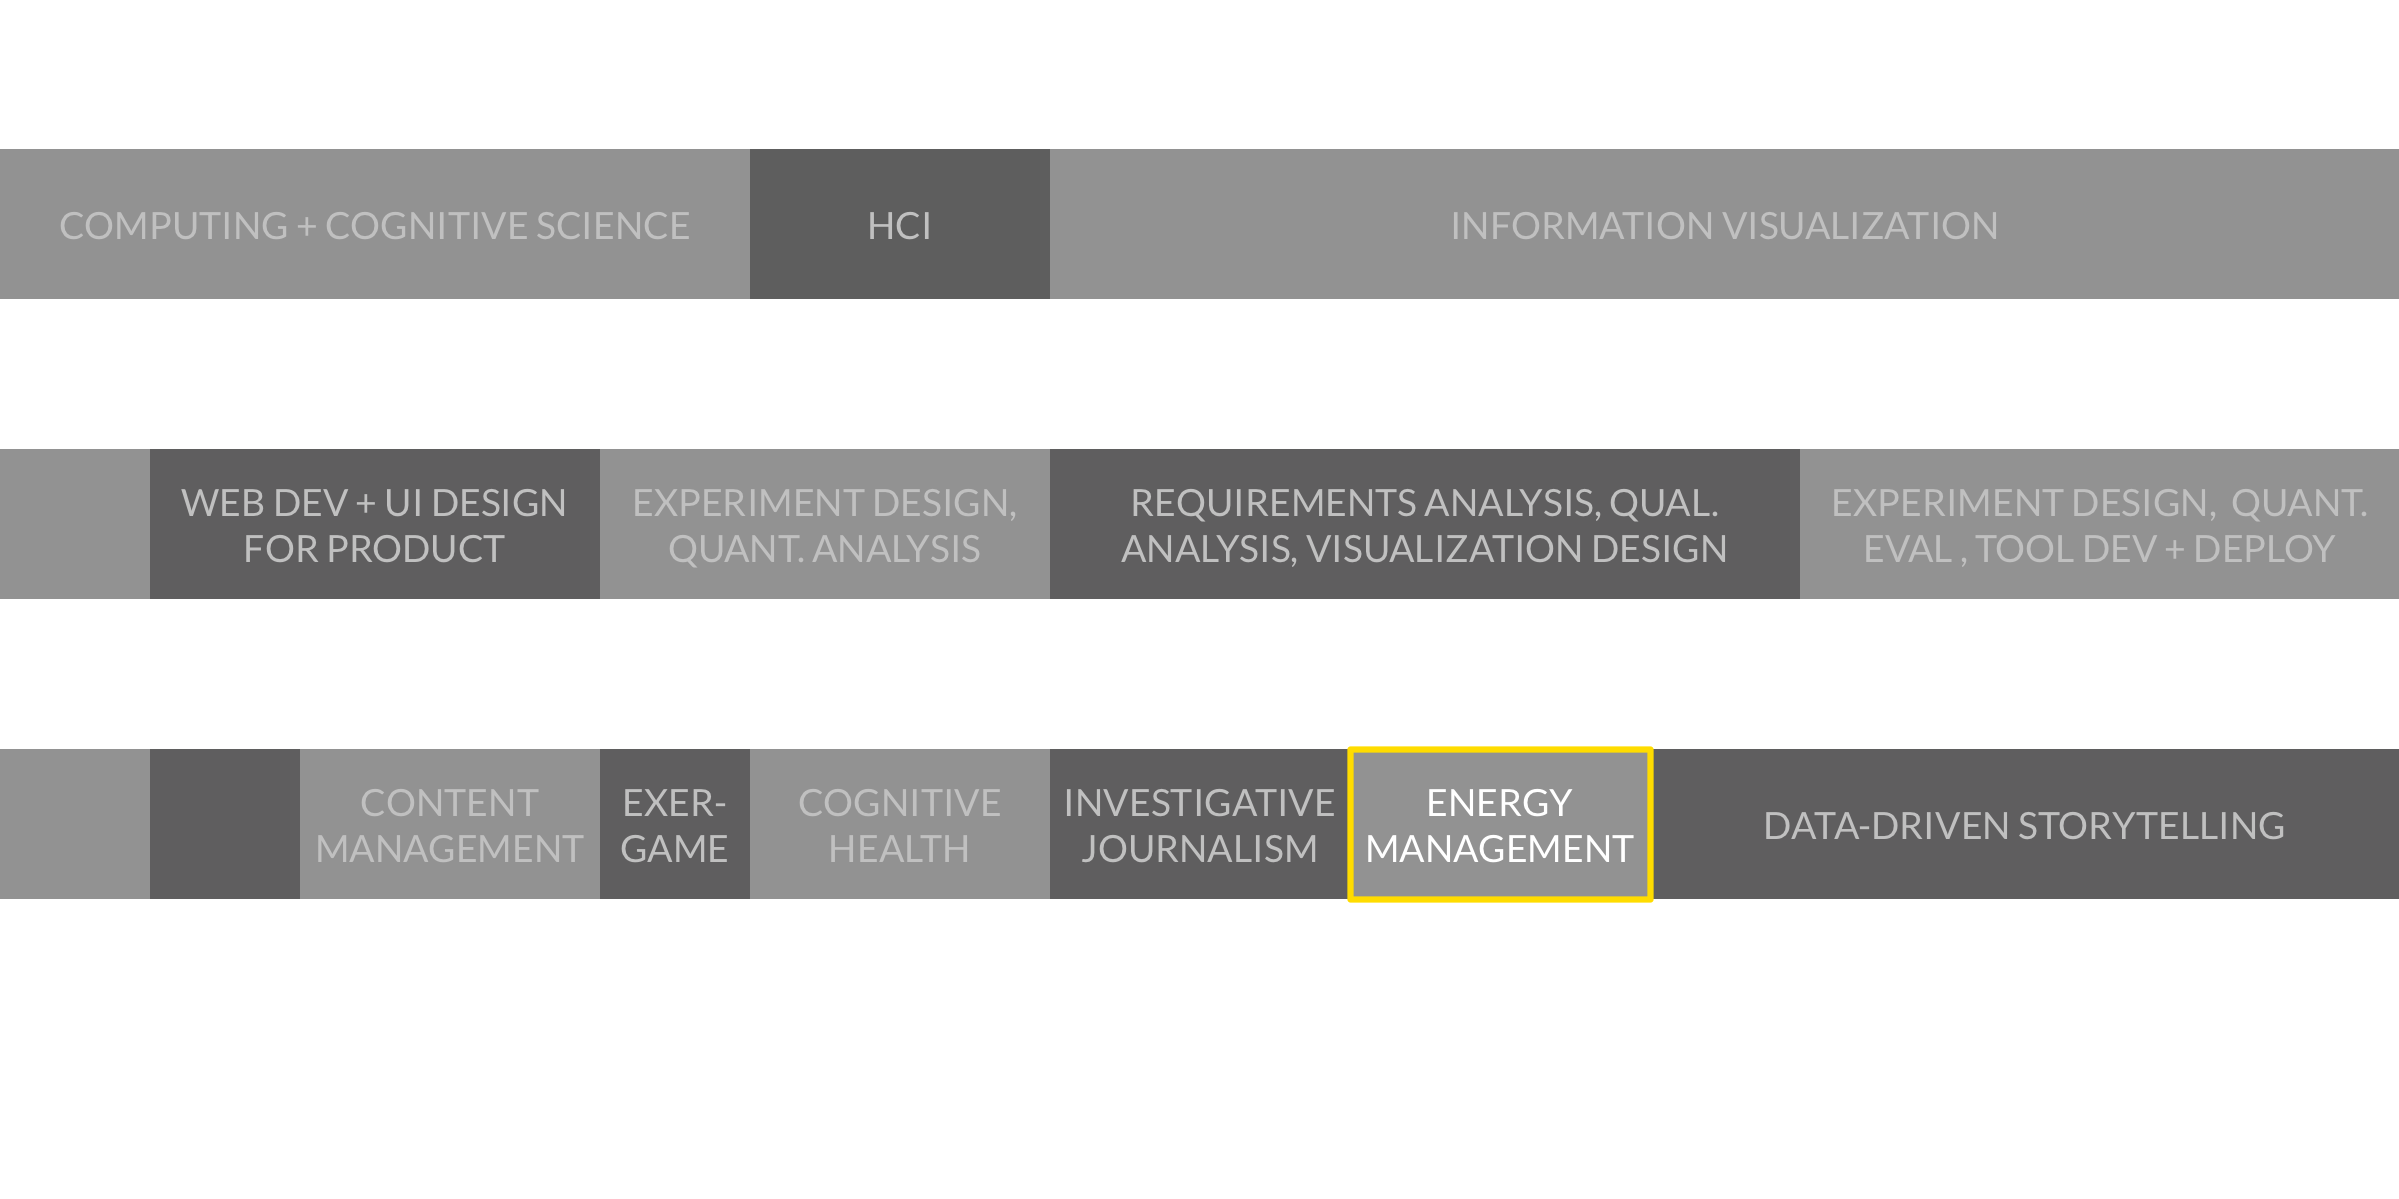 COMPUTING + COGNITIVE SCIENCE
HCI
INFORMATION VISUALIZATION
WEB DEV + UI DESIGN
FOR PRODUCT
EXPERIMENT DESIGN,
QUANT. ANALYSIS
REQUIREMENTS ANALYSIS, QUAL.
ANALYSIS, VISUALIZATION DESIGN
EXPERIMENT DESIGN, QUANT.
EVAL , TOOL DEV + DEPLOY
CONTENT
MANAGEMENT
EXER-
GAME
COGNITIVE
HEALTH
INVESTIGATIVE
JOURNALISM
ENERGY
MANAGEMENT
DATA-DRIVEN STORYTELLING